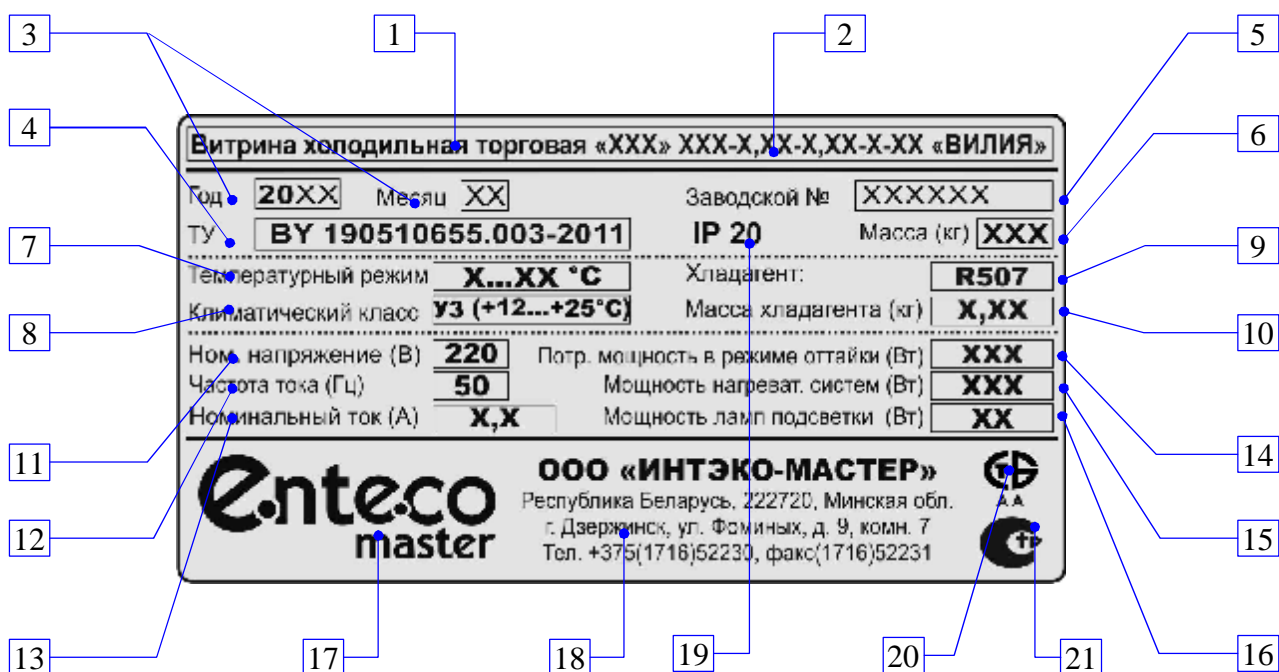 3 1 2 5
4 6
Витрина холодильная торговая «XXX» XXX-X,XX-X,XX-X-XX «ВИЛИЯ»
Год 20XX Месяц XX Заводской № XXXXXX
ТУ BY 190510655.003-2011 IP 20 Масса (кг) XXX
7 9
Температурный режим X...XX °C Хладагент: R507
8 10
Климатический класс У3 (+12...+25°С) Масса хладагента (кг) X,XX
Ном. напряжение (В) 220 Потр. мощность в режиме оттайки (Вт) XXX
Частота тока (Гц) 50 Мощность нагреват. систем (Вт) XXX
Номинальный ток (А) X,X Мощность ламп подсветки (Вт) XX
11 14
enteco master
ООО «ИНТЭКО-МАСТЕР»
Республика Беларусь, 222720, Минская обл.
г. Дзержинск, ул. Фоминых, д. 9, комн. 7
Тел. +375(1716)52230, факс(1716)52231
АА
12 15
13 17 18 19 20 21 16